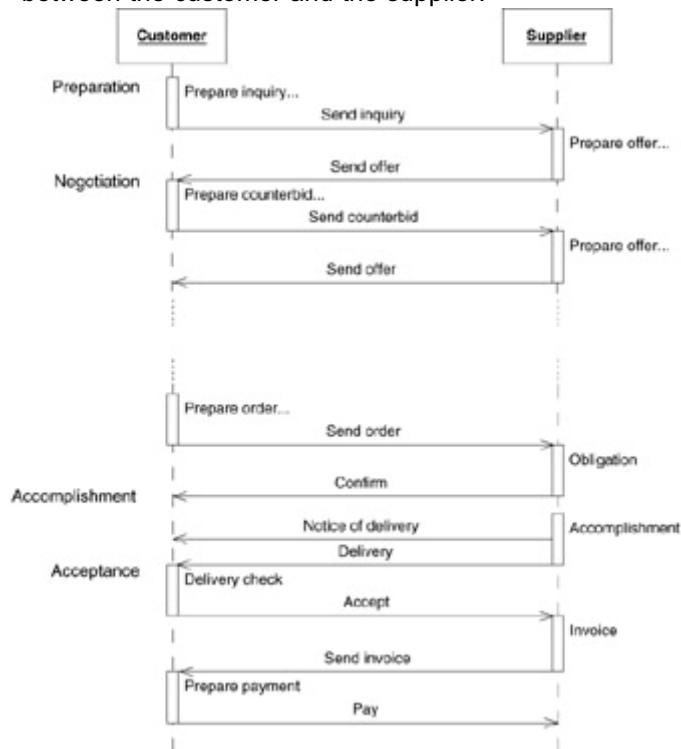 between the customer and the supplier.
Customer
Supplier
Preparation
Prepare inquiry...
Send inquiry
Prepare offer...
Send offer
Negotiation
Prepare counterbid...
Send counterbid
Prepare offer...
Send offer
Prepare order...
Send order
Obligation
Confirm
Accomplishment
Notice of delivery
Accomplishment
Delivery
Acceptance
Delivery check
Accept
Invoice
Send invoice
Prepare payment
Pay